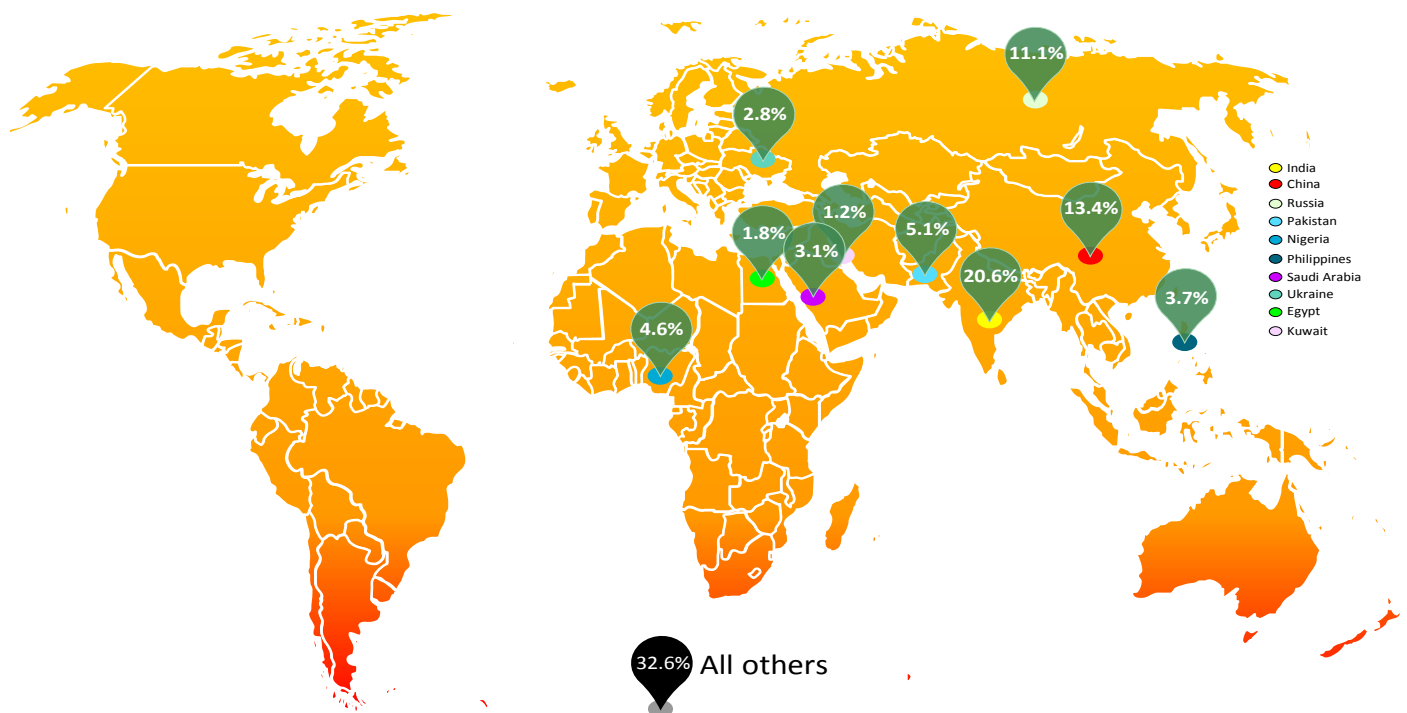 11.1%
2.8%
India
China
Russia
Pakistan
Nigeria
Philippines
Saudi Arabia
Ukraine
Egypt
Kuwait
1.2%
13.4%
5.1%
1.8%
3.1%
20.6%
3.7%
4.6%
32.6% All others